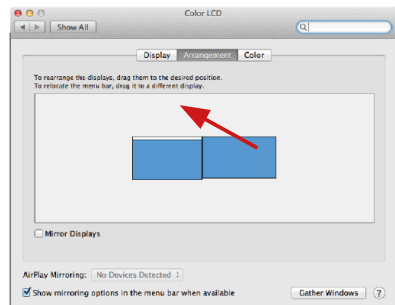 Color LCD
Show All
Display Arrangement Color
To rearrange the displays, drag them to the desired position.
To relocate the menu bar, drag it to a different display.
Mirror Displays
AirPlay Mirroring: No Devices Detected
Show mirroring options in the menu bar when available
Gather Windows ?